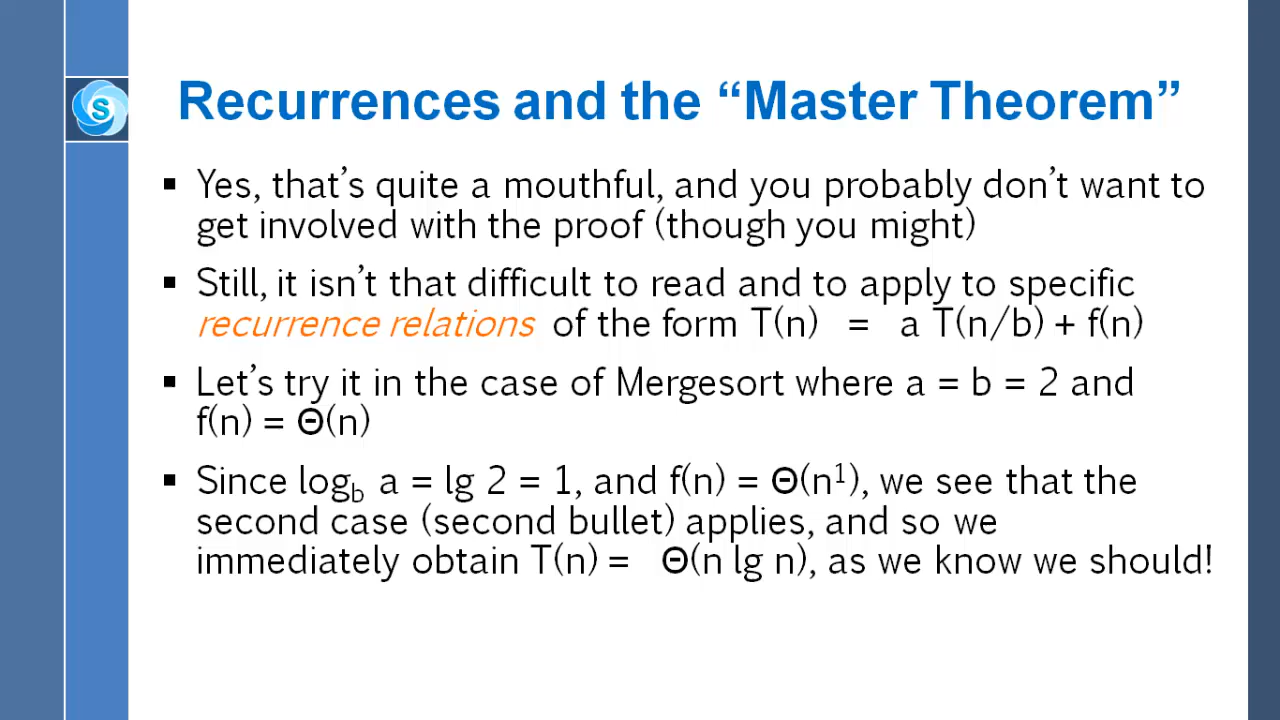 S
Recurrences and the “Master Theorem”
▪ Yes, that’s quite a mouthful, and you probably don’t want to
get involved with the proof (though you might)
▪ Still, it isn’t that difficult to read and to apply to specific
recurrence relations of the form T(n) = a T(n/b) + f(n)
▪ Let’s try it in the case of Mergesort where a = b = 2 and
f(n) = Θ(n)
▪ Since log_b a = lg 2 = 1, and f(n) = Θ(n¹), we see that the
second case (second bullet) applies, and so we
immediately obtain T(n) = Θ(n lg n), as we know we should!